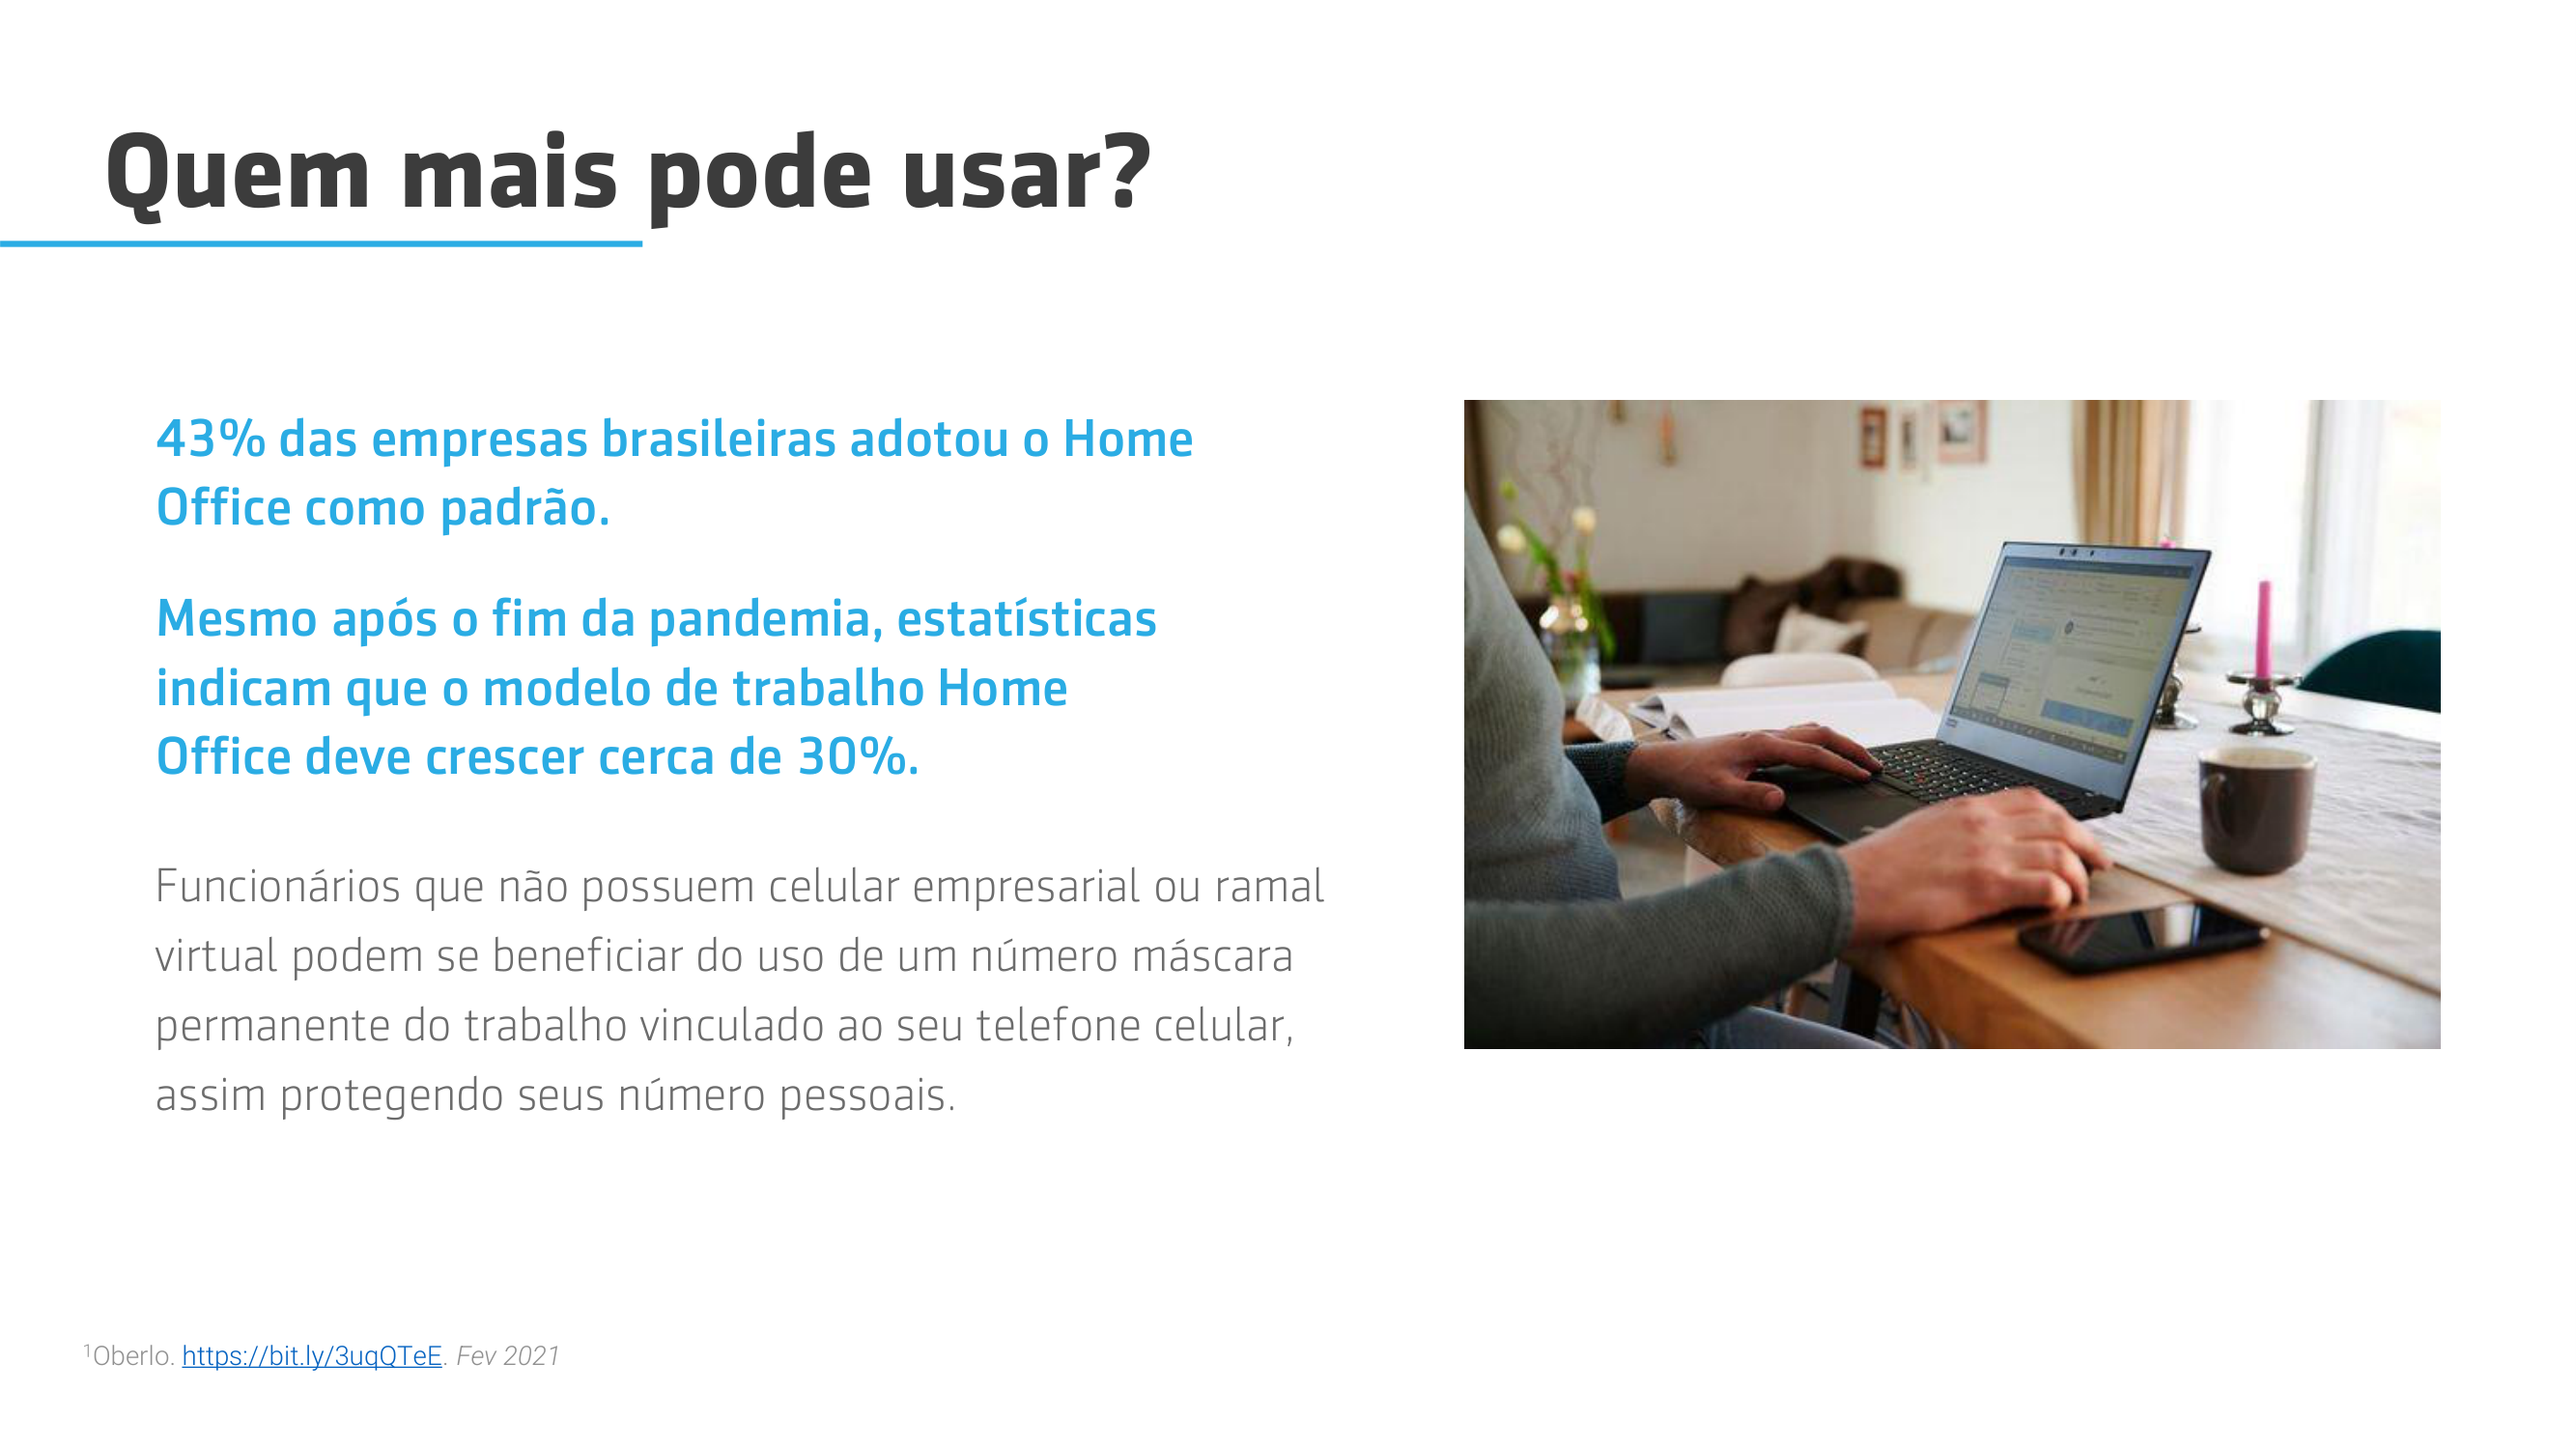 Quem mais pode usar?
43% das empresas brasileiras adotou o Home
Office como padrão.
Mesmo após o fim da pandemia, estatísticas
indicam que o modelo de trabalho Home
Office deve crescer cerca de 30%.
Funcionários que não possuem celular empresarial ou ramal
virtual podem se beneficiar do uso de um número máscara
permanente do trabalho vinculado ao seu telefone celular,
assim protegendo seus número pessoais.
¹Oberlo. https://bit.ly/3uqQTeE. Fev 2021